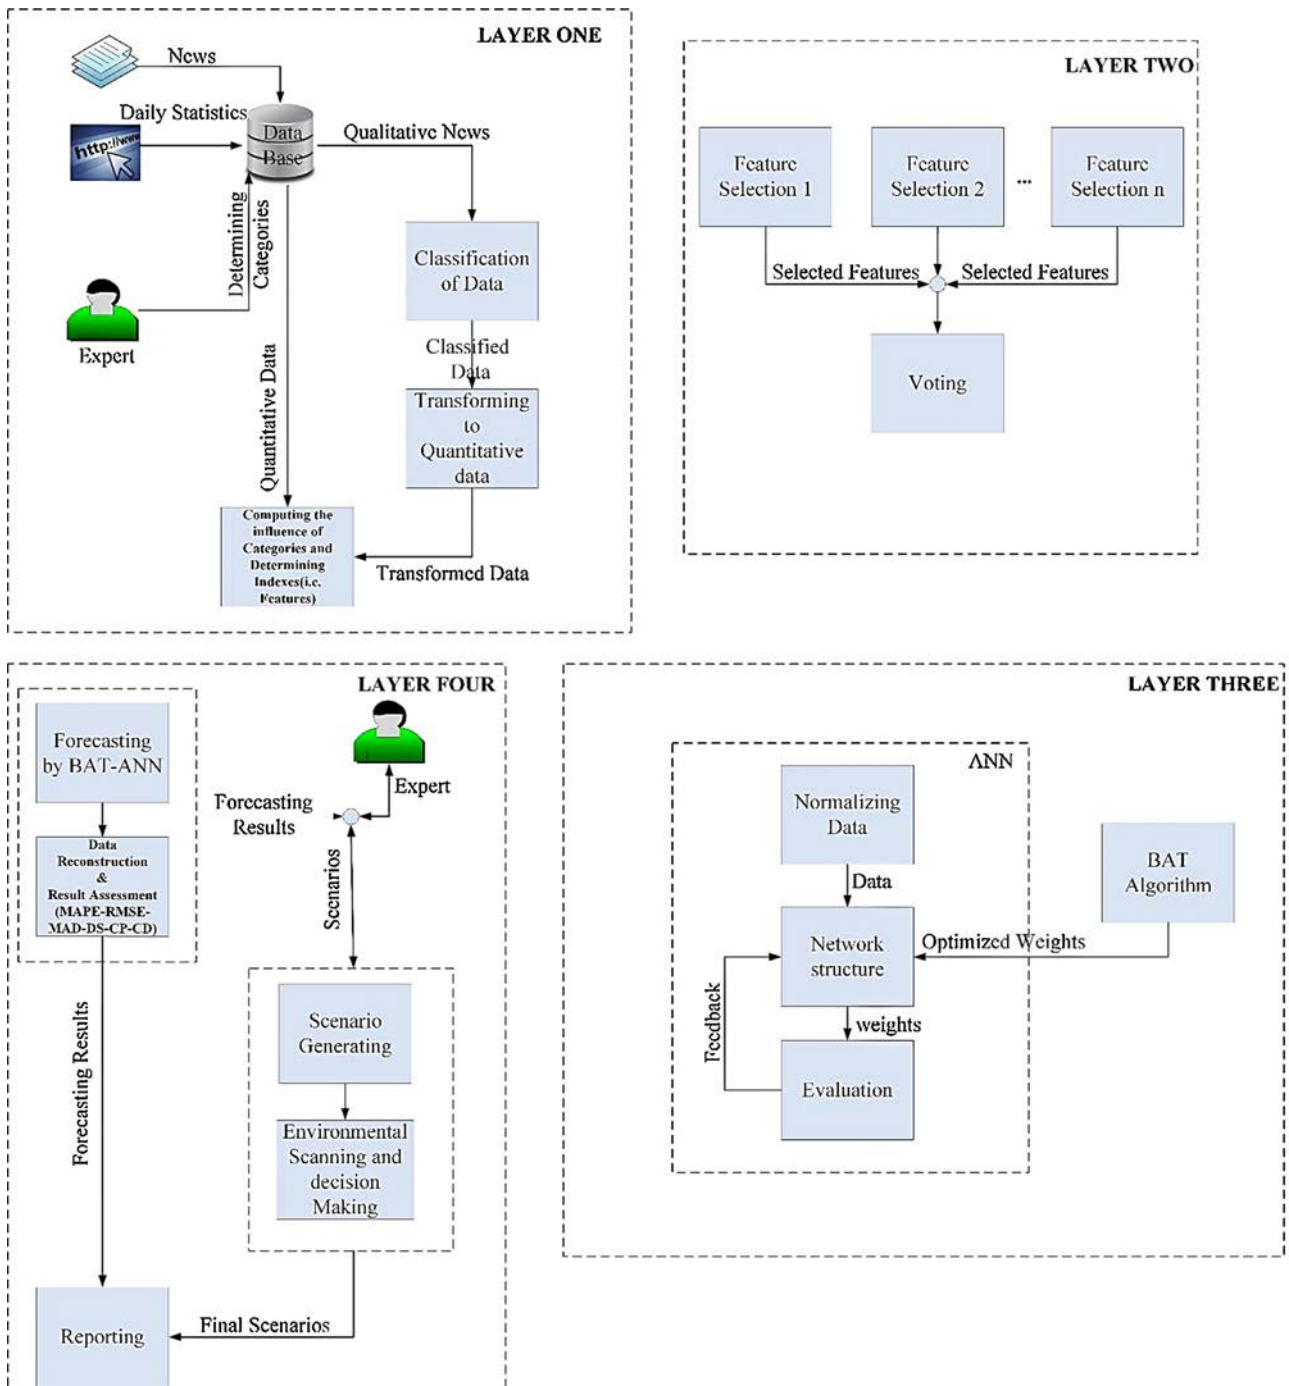 LAYER ONE
News
Daily Statistics
http://www
Data
Base
Qualitative News
Determining
Categories
Expert
Quantitative Data
Classification
of Data
Classified
Data
Transforming
to
Quantitative
data
Computing the
influence of
Categories and
Determining
Indexes(i.e.
Features)
Transformed Data
LAYER TWO
Feature
Selection 1
Feature
Selection 2
...
Feature
Selection n
Selected Features
Selected Features
Voting
LAYER FOUR
Forecasting
by BAT-ANN
Data
Reconstruction
&
Result Assessment
(MAPE-RMSE-
MAD-DS-CP-CD)
Forecasting Results
Reporting
Expert
Forecasting
Results
Scenarios
Scenario
Generating
Environmental
Scanning and
decision
Making
Final Scenarios
LAYER THREE
ANN
Normalizing
Data
Data
Network
structure
weights
Evaluation
Feedback
Optimized Weights
BAT
Algorithm